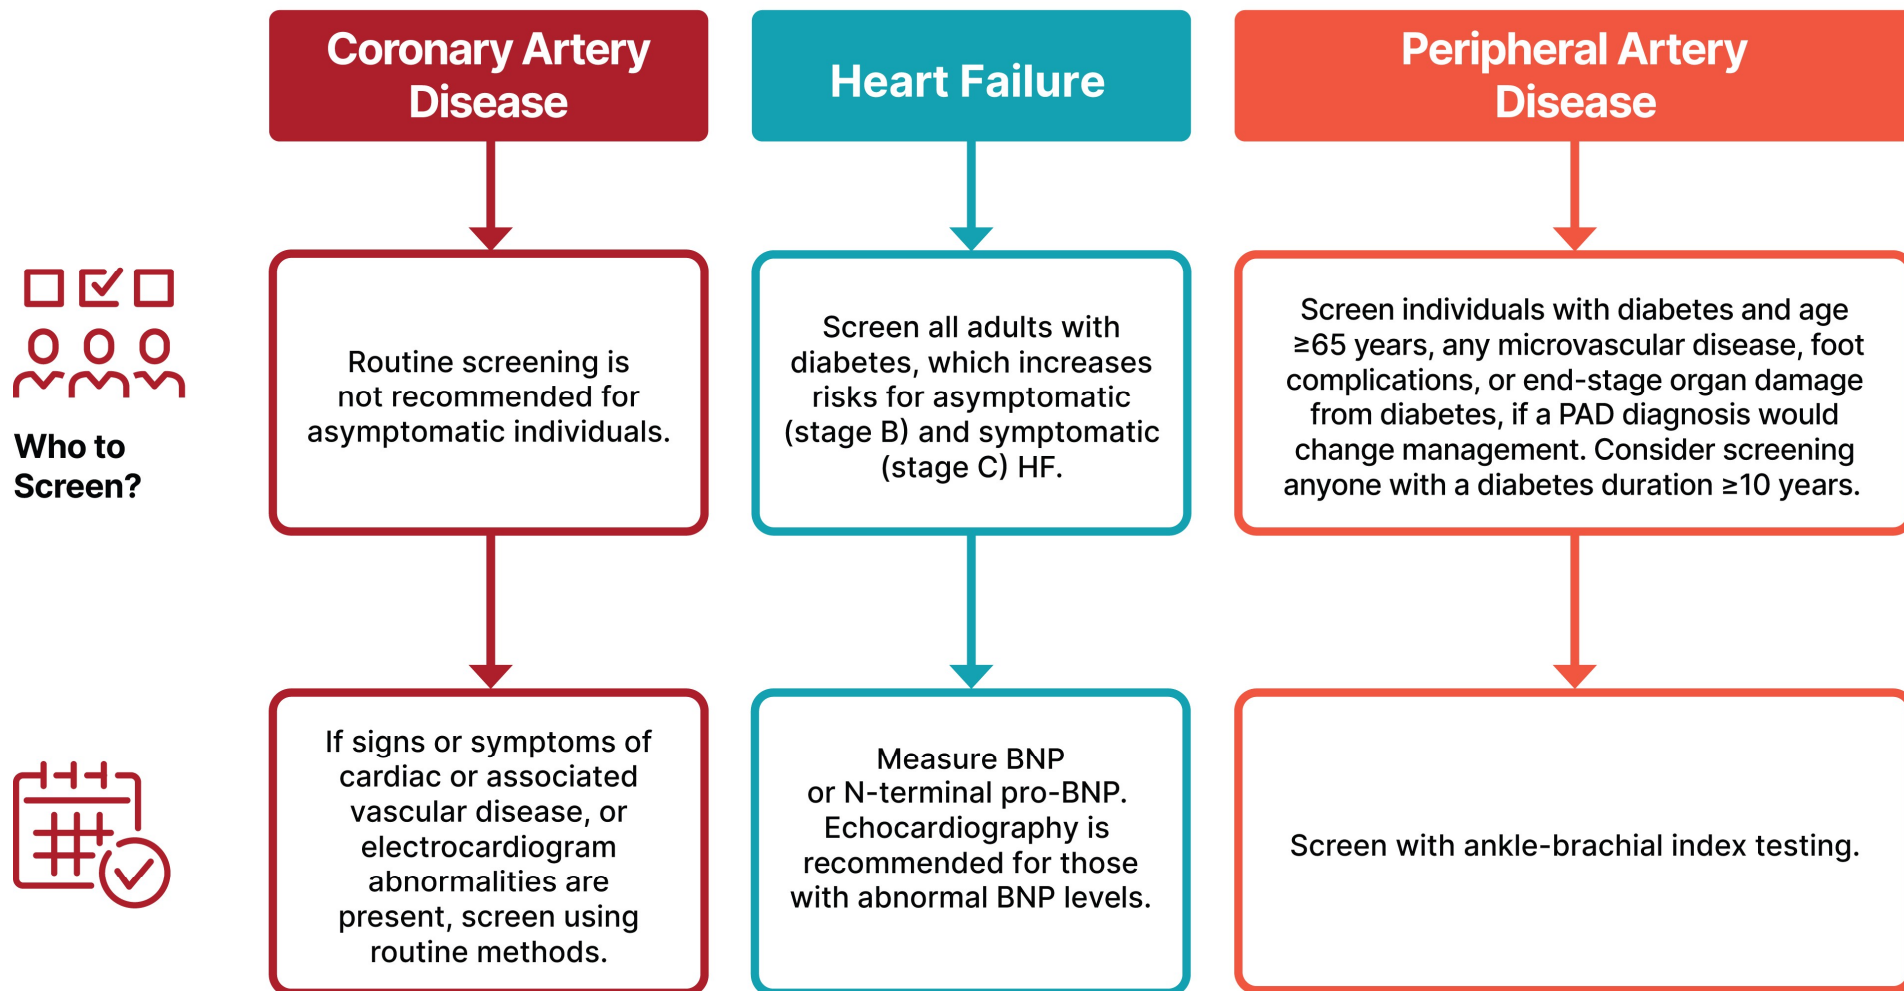 Coronary Artery
Disease
Heart Failure
Peripheral Artery
Disease
Who to
Screen?
Routine screening is
not recommended for
asymptomatic individuals.
Screen all adults with
diabetes, which increases
risks for asymptomatic
(stage B) and symptomatic
(stage C) HF.
Screen individuals with diabetes and age
≥65 years, any microvascular disease, foot
complications, or end-stage organ damage
from diabetes, if a PAD diagnosis would
change management. Consider screening
anyone with a diabetes duration ≥10 years.
If signs or symptoms of
cardiac or associated
vascular disease, or
electrocardiogram
abnormalities are
present, screen using
routine methods.
Measure BNP
or N-terminal pro-BNP.
Echocardiography is
recommended for those
with abnormal BNP levels.
Screen with ankle-brachial index testing.